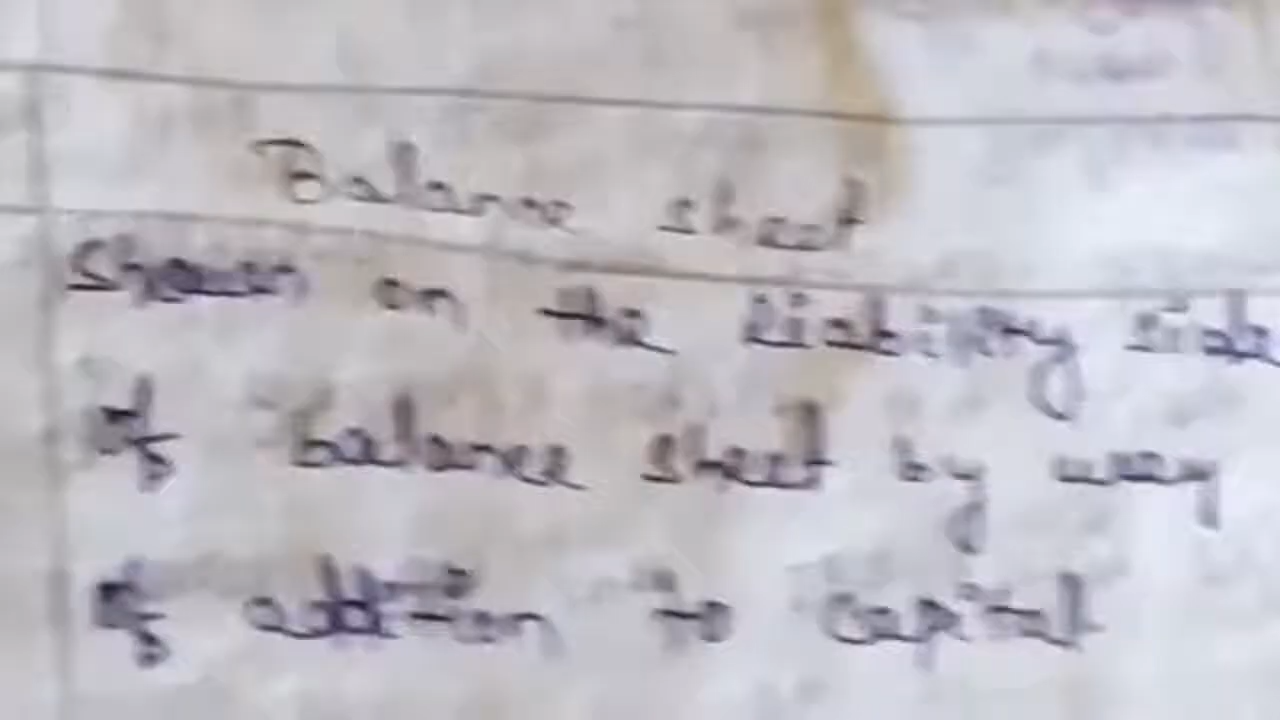 Balance sheet
Shown on the liability side
of balance sheet by way
of addition to capital